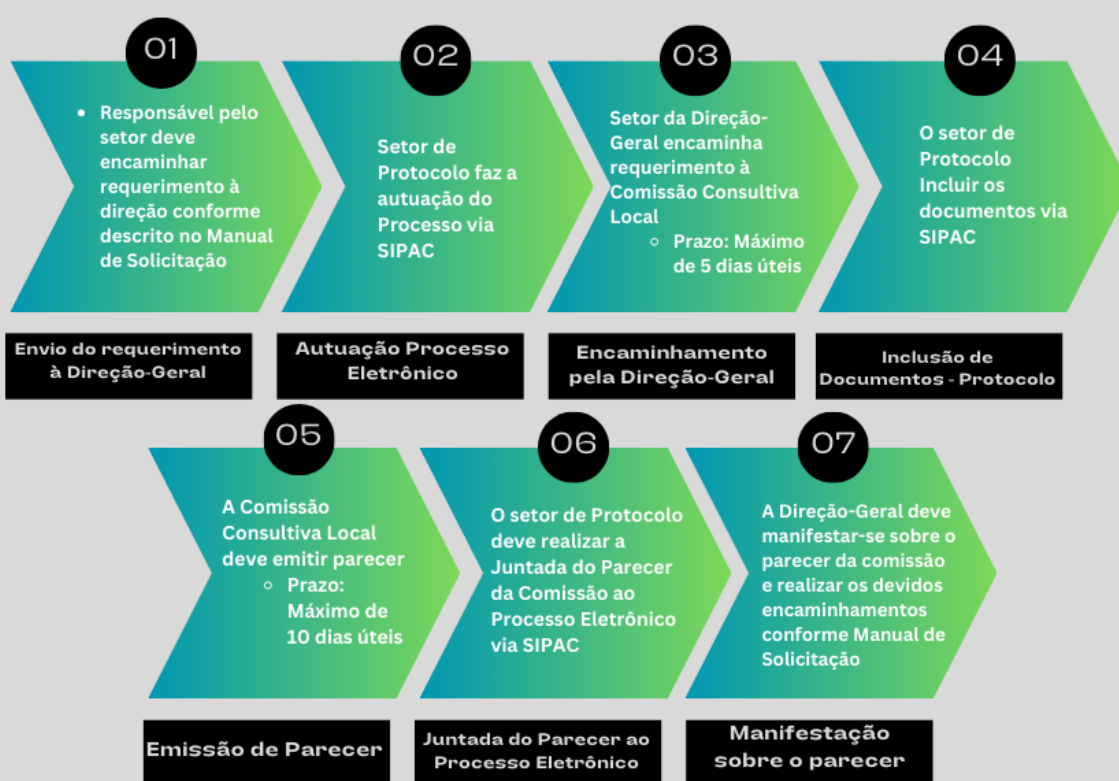 01
• Responsável pelo
setor deve
encaminhar
requerimento à
direção conforme
descrito no Manual
de Solicitação
Envio do requerimento
à Direção-Geral
02
Setor de
Protocolo faz a
autuação do
Processo via
SIPAC
Autuação Processo
Eletrônico
03
Setor da Direção-
Geral encaminha
requerimento à
Comissão Consultiva
Local
○ Prazo: Máximo
de 5 dias úteis
Encaminhamento
pela Direção-Geral
04
O setor de
Protocolo
Incluir os
documentos via
SIPAC
Inclusão de
Documentos - Protocolo
05
A Comissão
Consultiva Local
deve emitir parecer
○ Prazo:
Máximo de
10 dias úteis
Emissão de Parecer
06
O setor de Protocolo
deve realizar a
Juntada do Parecer
da Comissão ao
Processo Eletrônico
via SIPAC
Juntada do Parecer ao
Processo Eletrônico
07
A Direção-Geral deve
manifestar-se sobre o
parecer da comissão
e realizar os devidos
encaminhamentos
conforme Manual de
Solicitação
Manifestação
sobre o parecer